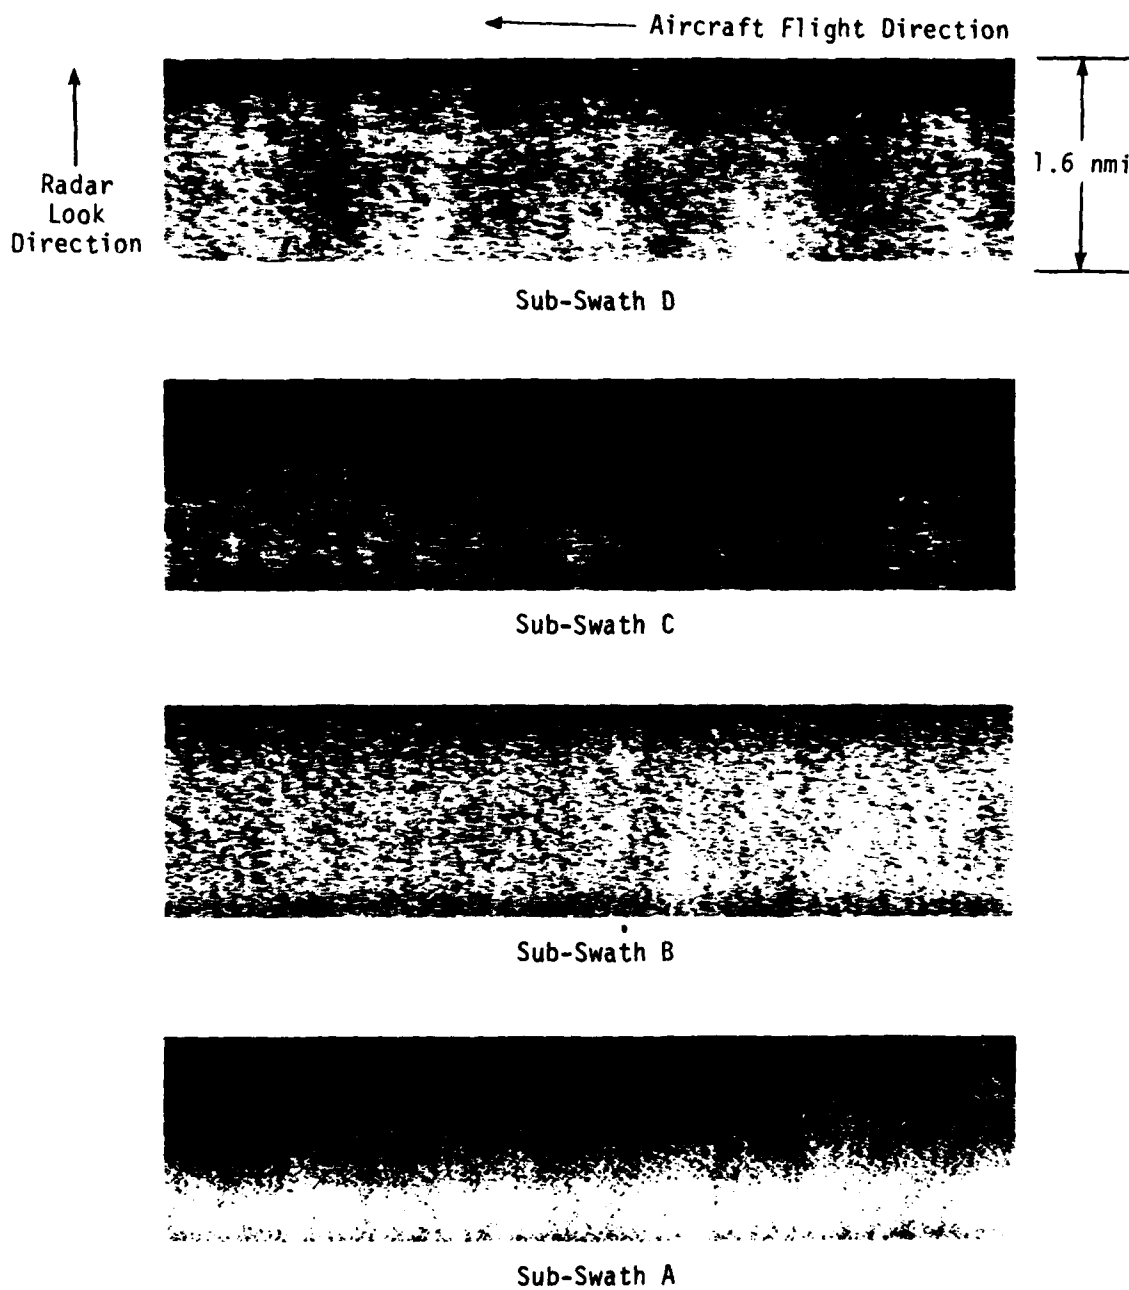 Aircraft Flight Direction
Radar
Look
Direction
1.6 nmi
Sub-Swath D
Sub-Swath C
Sub-Swath B
Sub-Swath A